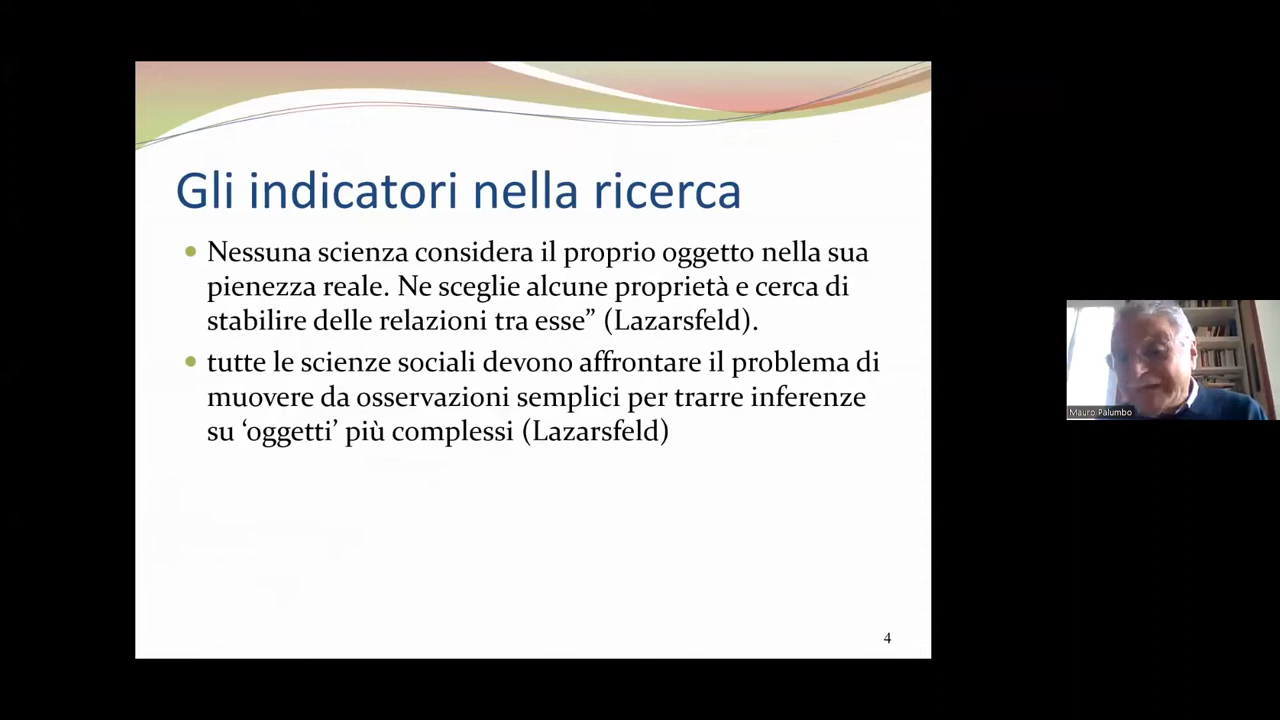 Gli indicatori nella ricerca
Nessuna scienza considera il proprio oggetto nella sua
pienezza reale. Ne sceglie alcune proprietà e cerca di
stabilire delle relazioni tra esse” (Lazarsfeld).
tutte le scienze sociali devono affrontare il problema di
muovere da osservazioni semplici per trarre inferenze
su ‘oggetti’ più complessi (Lazarsfeld)
4
Mauro Palumbo